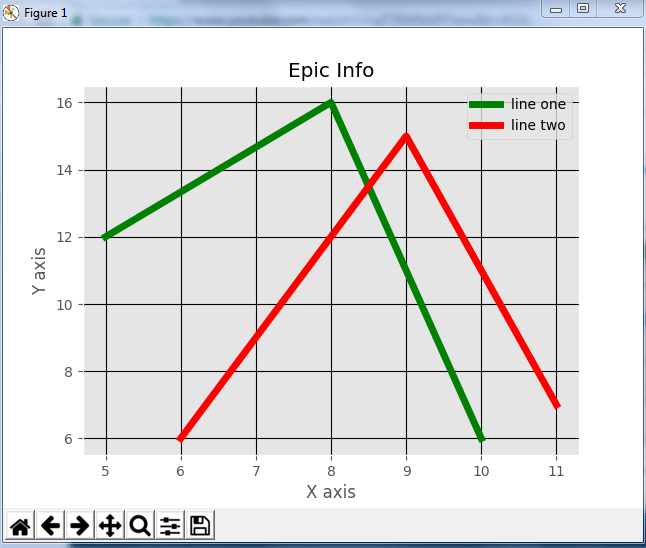 Figure 1
Epic Info
line one
line two
16
14
12
10
8
6
Y axis
5 6 7 8 9 10 11
X axis